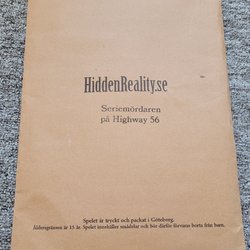 HiddenReality.se
Seriemördaren
på Highway 56
Spelet är tryckt och packat i Göteborg.
Åldersgränsen är 15 år. Spelet innehåller smådelar och bör därför förvaras borta från barn.